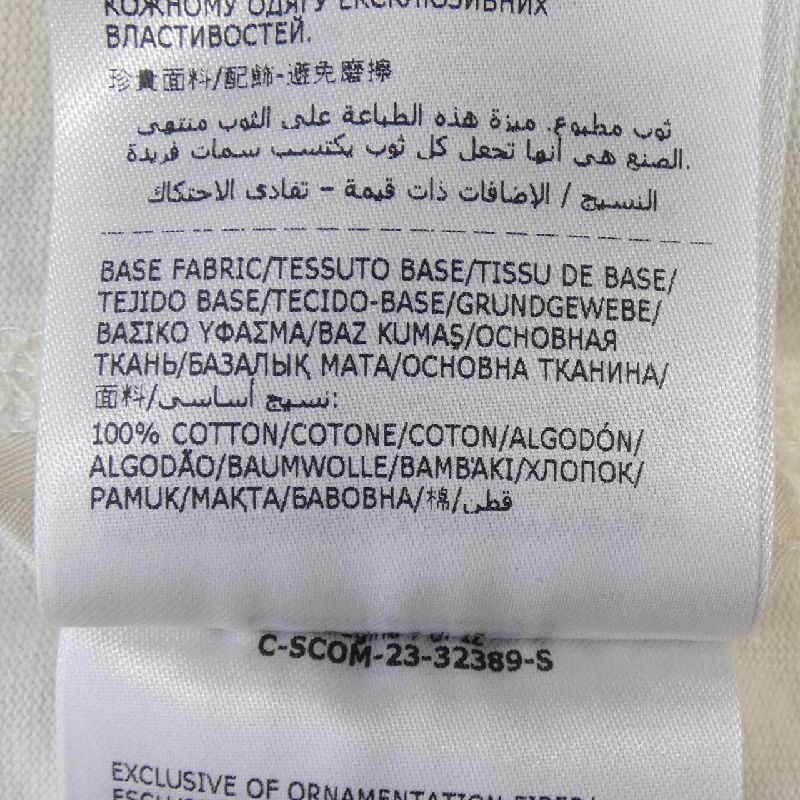 КОЖНОМУ ОДЯГУ ЕКСКЛЮЗИВНИХ
ВЛАСТИВОСТЕЙ.
珍貴面料/配飾-避免磨擦
ثوب مطبوع. ميزة هذه الطباعة على الثوب منتهى
الصنع هي أنها تجعل كل ثوب يكتسب سمات فريدة.
النسيج / الإضافات ذات قيمة – تفادى الاحتكاك
BASE FABRIC/TESSUTO BASE/TISSU DE BASE/
TEJIDO BASE/TECIDO-BASE/GRUNDGEWEBE/
ΒΑΣΙΚΟ ΥΦΑΣΜΑ/BAZ KUMAŞ/ОСНОВНАЯ
ТКАНЬ/БАЗАЛЫҚ МАТА/ОСНОВНА ТКАНИНА/
面料/نسيج أساسى:
100% COTTON/COTONE/COTON/ALGODÓN/
ALGODÃO/BAUMWOLLE/ΒΑΜΒΑΚΙ/ХЛОПОК/
PAMUK/МАҚТА/БАВОВНА/棉/قطن
C-SCOM-23-32389-S
EXCLUSIVE OF ORNAMENTATION FIBER/